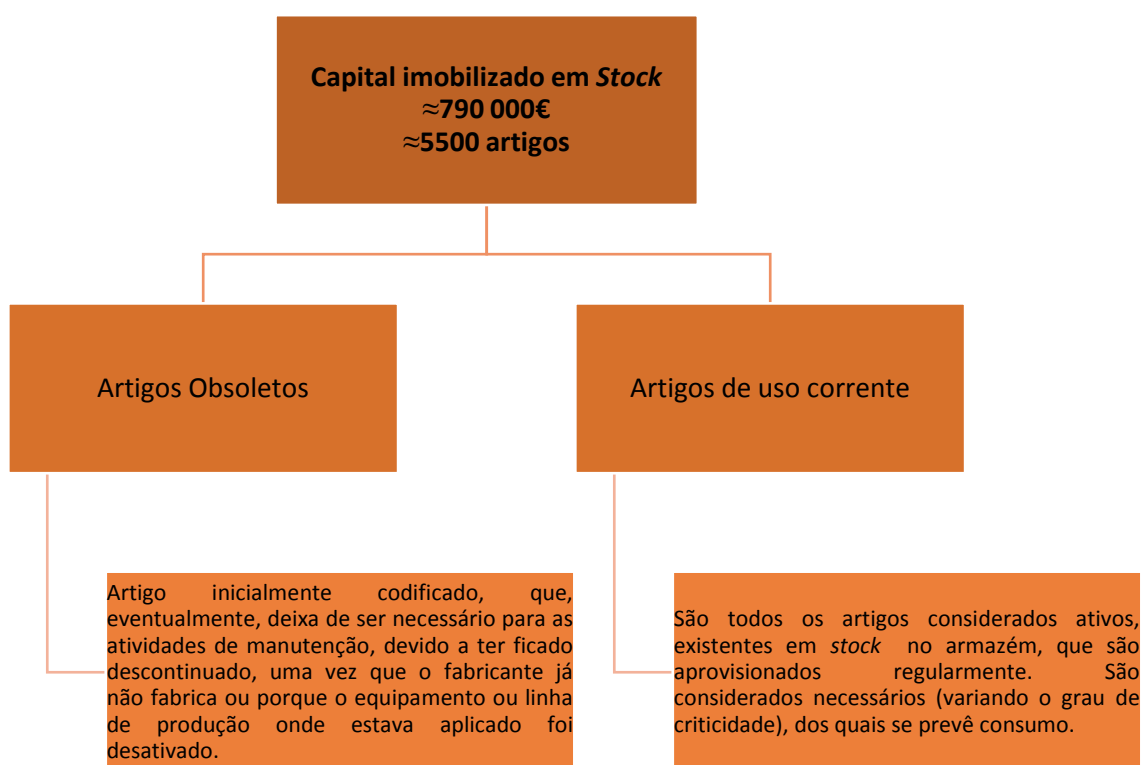 Capital imobilizado em Stock
≈790 000€
≈5500 artigos
Artigos Obsoletos
Artigos de uso corrente
Artigo inicialmente codificado, que,
eventualmente, deixa de ser necessário para as
atividades de manutenção, devido a ter ficado
descontinuado, uma vez que o fabricante já
não fabrica ou porque o equipamento ou linha
de produção onde estava aplicado foi
desativado.
São todos os artigos considerados ativos,
existentes em stock no armazém, que são
aprovisionados regularmente. São
considerados necessários (variando o grau de
criticidade), dos quais se prevê consumo.